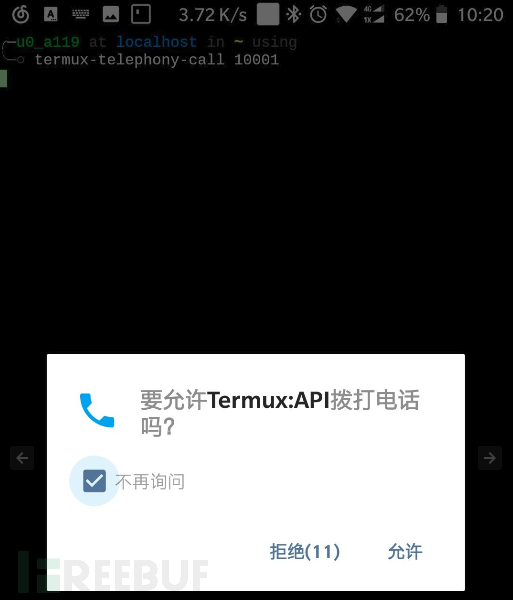 3.72 K/s 4G 1X 62% 10:20
u0_a119 at localhost in ~ using
termux-telephony-call 10001
要允许Termux:API拨打电话
吗?
不再询问
拒绝(11) 允许
FREEBUF